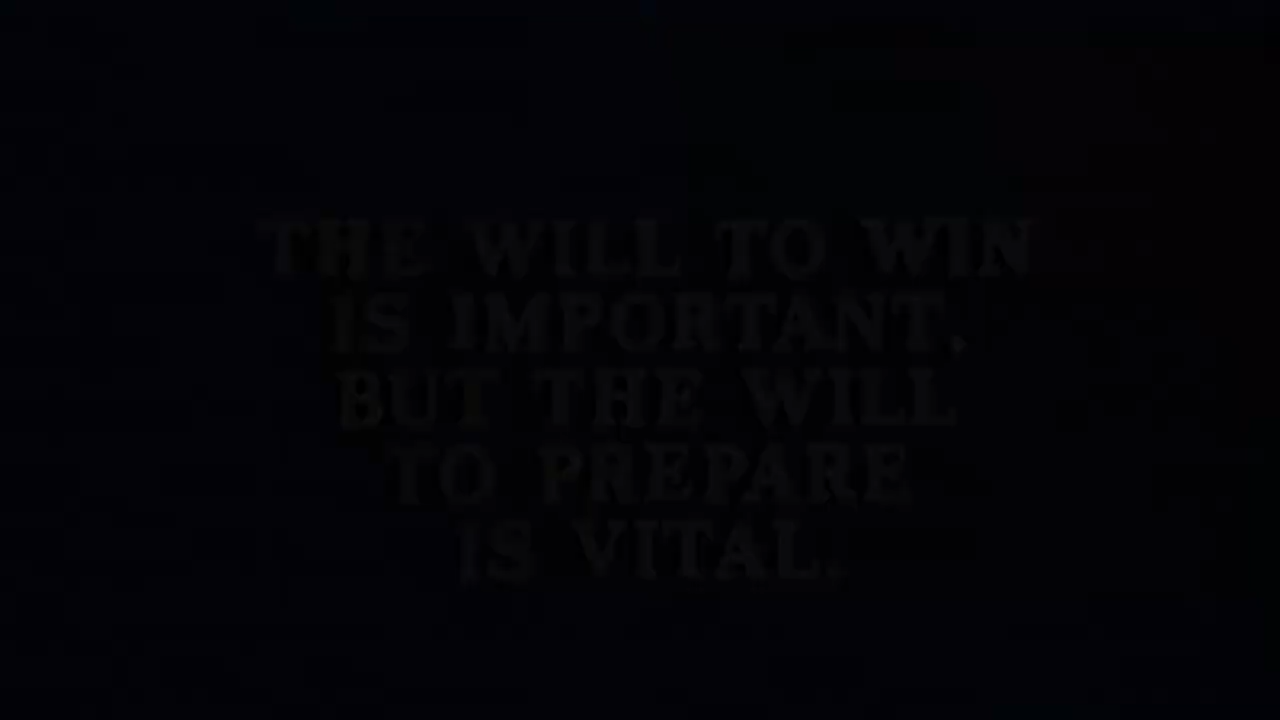 THE WILL TO WIN
IS IMPORTANT,
BUT THE WILL
TO PREPARE
IS VITAL.